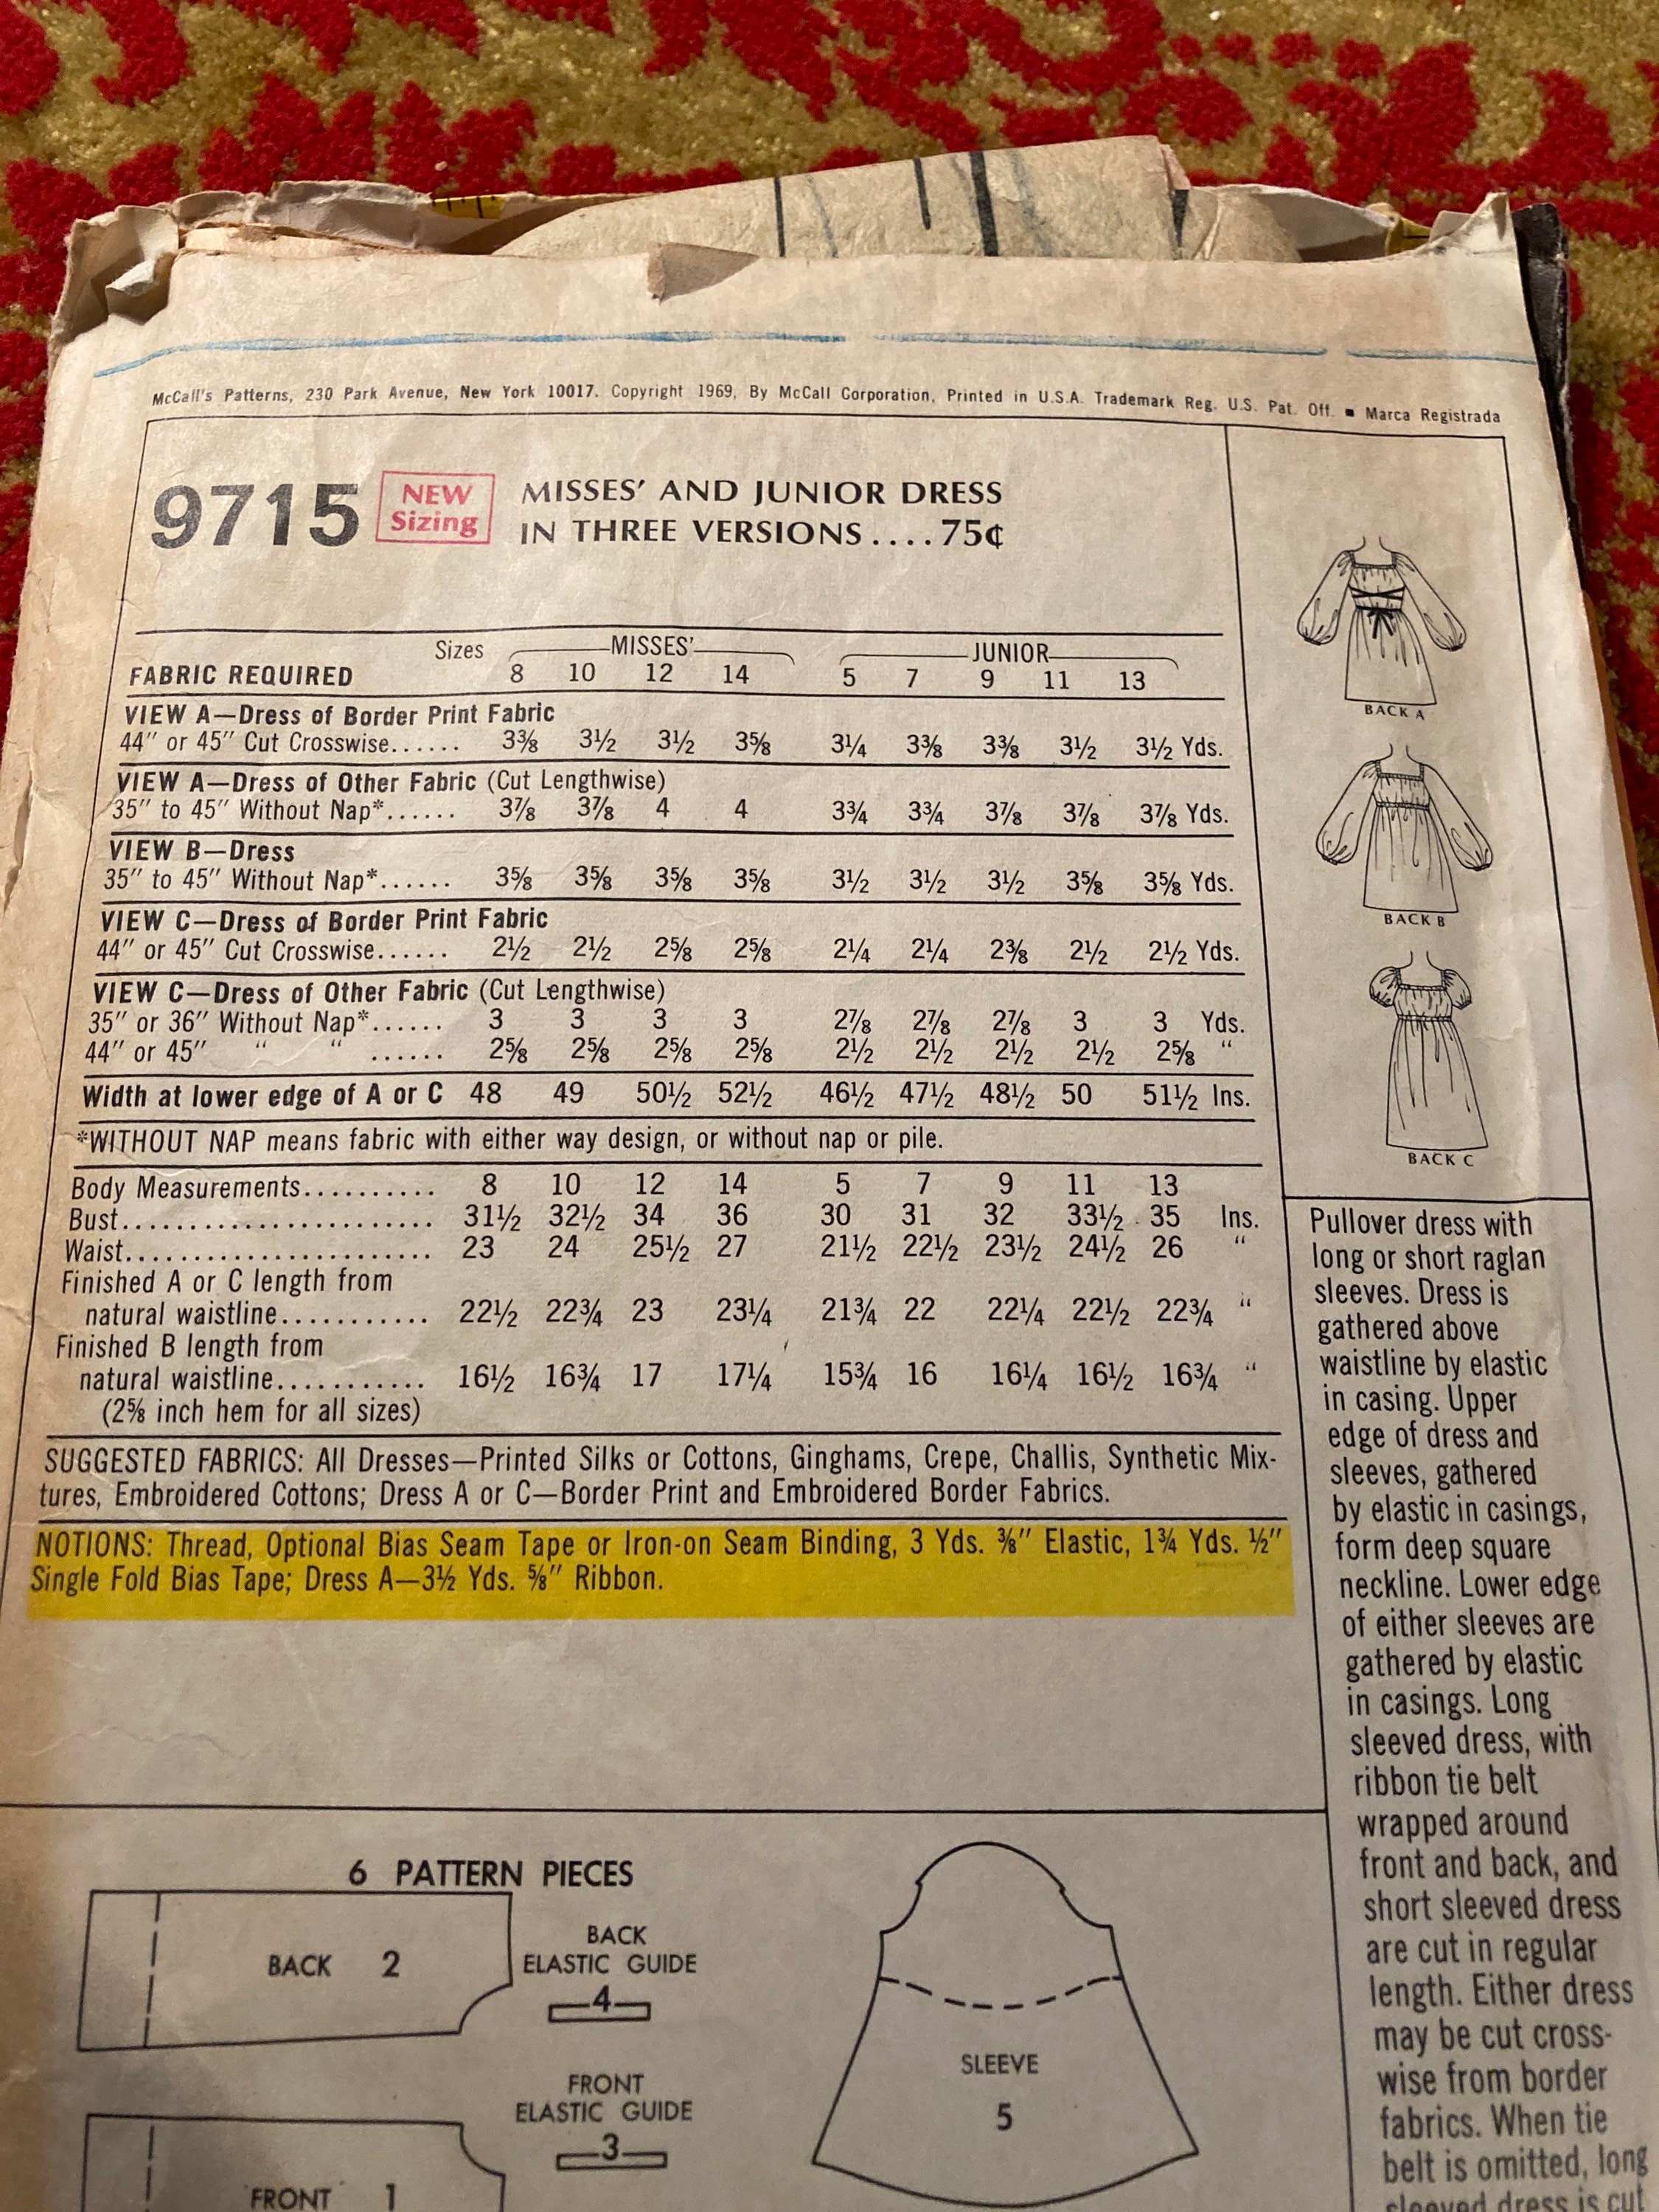 McCall's Patterns, 230 Park Avenue, New York 10017. Copyright 1969, By McCall Corporation, Printed in U.S.A. Trademark Reg. U.S. Pat. Off. ■ Marca Registrada
9715 NEW Sizing MISSES' AND JUNIOR DRESS
IN THREE VERSIONS....75¢
Sizes MISSES' JUNIOR
FABRIC REQUIRED 8 10 12 14 5 7 9 11 13
VIEW A—Dress of Border Print Fabric
44" or 45" Cut Crosswise...... 3⅜ 3½ 3½ 3⅝ 3¼ 3⅜ 3⅜ 3½ 3½ Yds.
VIEW A—Dress of Other Fabric (Cut Lengthwise)
35" to 45" Without Nap*...... 3⅞ 3⅞ 4 4 3¾ 3¾ 3⅞ 3⅞ 3⅞ Yds.
VIEW B—Dress
35" to 45" Without Nap*...... 3⅝ 3⅝ 3⅝ 3⅝ 3½ 3½ 3½ 3⅝ 3⅝ Yds.
VIEW C—Dress of Border Print Fabric
44" or 45" Cut Crosswise...... 2½ 2½ 2⅝ 2⅝ 2¼ 2¼ 2⅜ 2½ 2½ Yds.
VIEW C—Dress of Other Fabric (Cut Lengthwise)
35" or 36" Without Nap*...... 3 3 3 3 2⅞ 2⅞ 2⅞ 3 3 Yds.
44" or 45" " " ...... 2⅝ 2⅝ 2⅝ 2⅝ 2½ 2½ 2½ 2½ 2⅝ "
Width at lower edge of A or C 48 49 50½ 52½ 46½ 47½ 48½ 50 51½ Ins.
*WITHOUT NAP means fabric with either way design, or without nap or pile.
Body Measurements.......... 8 10 12 14 5 7 9 11 13
Bust....................... 31½ 32½ 34 36 30 31 32 33½ 35 Ins.
Waist....................... 23 24 25½ 27 21½ 22½ 23½ 24½ 26 "
Finished A or C length from
natural waistline........... 22½ 22¾ 23 23¼ 21¾ 22 22¼ 22½ 22¾ "
Finished B length from
natural waistline........... 16½ 16¾ 17 17¼ 15¾ 16 16¼ 16½ 16¾ "
(2⅝ inch hem for all sizes)
SUGGESTED FABRICS: All Dresses—Printed Silks or Cottons, Ginghams, Crepe, Challis, Synthetic Mix-
tures, Embroidered Cottons; Dress A or C—Border Print and Embroidered Border Fabrics.
NOTIONS: Thread, Optional Bias Seam Tape or Iron-on Seam Binding, 3 Yds. ⅜" Elastic, 1¾ Yds. ½"
Single Fold Bias Tape; Dress A—3½ Yds. ⅝" Ribbon.
BACK A
BACK B
BACK C
Pullover dress with
long or short raglan
sleeves. Dress is
gathered above
waistline by elastic
in casing. Upper
edge of dress and
sleeves, gathered
by elastic in casings,
form deep square
neckline. Lower edge
of either sleeves are
gathered by elastic
in casings. Long
sleeved dress, with
ribbon tie belt
wrapped around
front and back, and
short sleeved dress
are cut in regular
length. Either dress
may be cut cross-
wise from border
fabrics. When tie
belt is omitted, long
sleeved dress is cut
6 PATTERN PIECES
BACK 2
BACK
ELASTIC GUIDE
4
FRONT
ELASTIC GUIDE
3
FRONT 1
SLEEVE
5